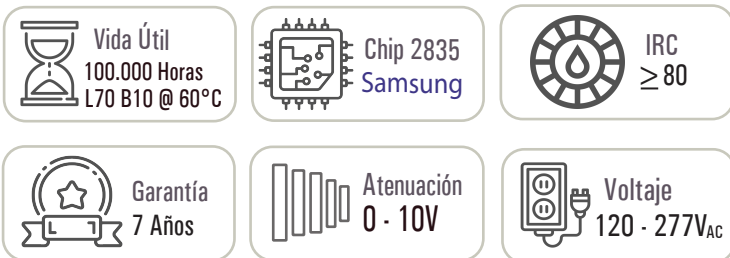 Vida Útil
100.000 Horas
L70 B10 @ 60°C
Chip 2835
Samsung
IRC
≥80
Garantía
7 Años
Atenuación
0 - 10V
Voltaje
120 - 277VAC